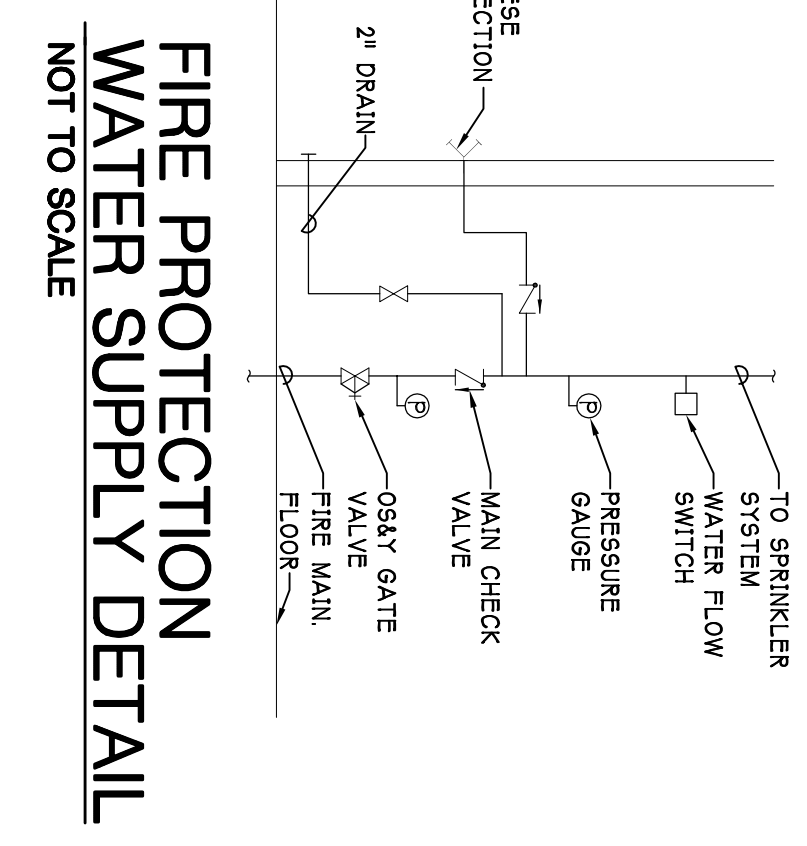 TO SPRINKLER
SYSTEM
WATER FLOW
SWITCH
PRESSURE
GAUGE
P
MAIN CHECK
VALVE
P
OS&Y GATE
VALVE
FIRE MAIN.
FLOOR
2" DRAIN
FIRE PROTECTION
WATER SUPPLY DETAIL
NOT TO SCALE